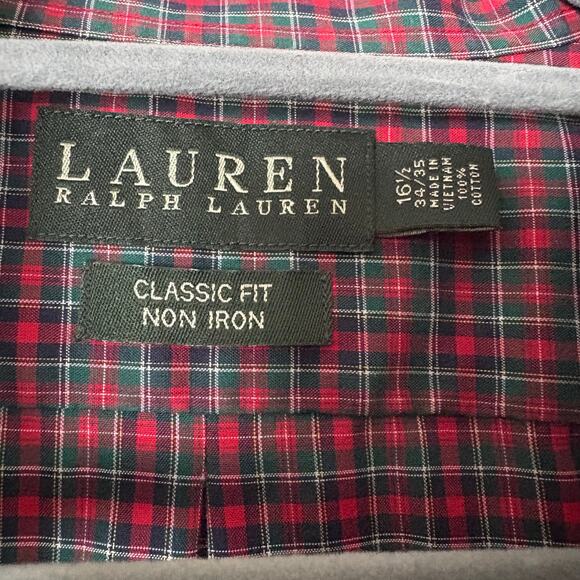 LAUREN
RALPH LAUREN
16½
34/35
MADE IN
VIETNAM
100%
COTTON
CLASSIC FIT
NON IRON